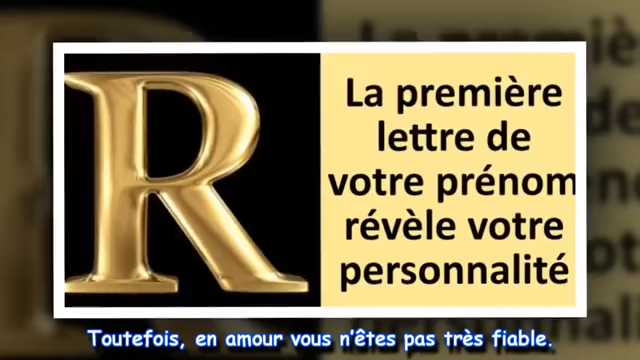 R
La première
lettre de
votre prénom
révèle votre
personnalité
Toutefois, en amour vous n'êtes pas très fiable.